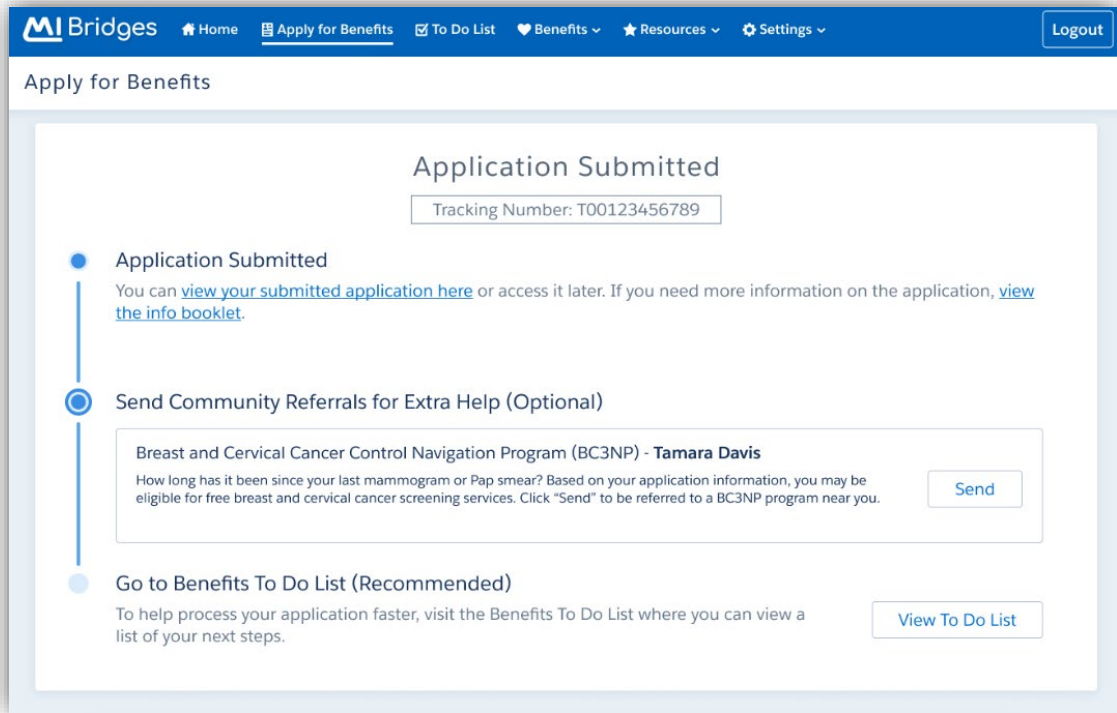 MI Bridges Home Apply for Benefits To Do List Benefits Resources Settings Logout
Apply for Benefits
Application Submitted
Tracking Number: T00123456789
Application Submitted
You can view your submitted application here or access it later. If you need more information on the application, view
the info booklet.
Send Community Referrals for Extra Help (Optional)
Breast and Cervical Cancer Control Navigation Program (BC3NP) - Tamara Davis
How long has it been since your last mammogram or Pap smear? Based on your application information, you may be
eligible for free breast and cervical cancer screening services. Click “Send” to be referred to a BC3NP program near you.
Send
Go to Benefits To Do List (Recommended)
To help process your application faster, visit the Benefits To Do List where you can view a
list of your next steps.
View To Do List